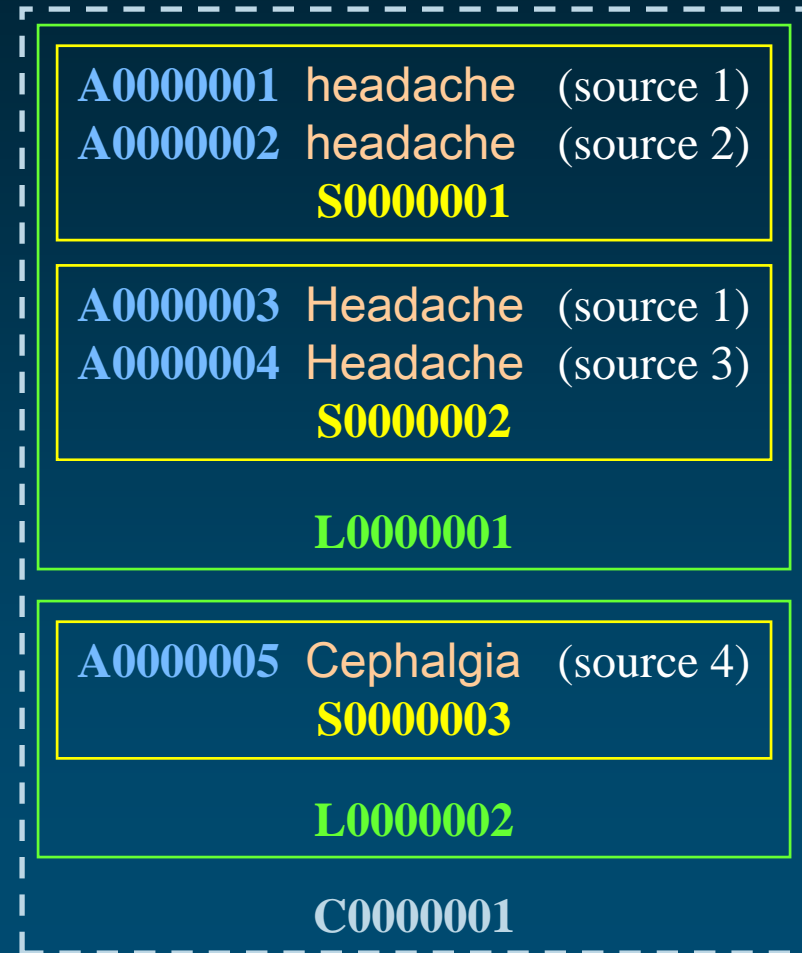 A0000001 headache (source 1)
A0000002 headache (source 2)
S0000001
A0000003 Headache (source 1)
A0000004 Headache (source 3)
S0000002
L0000001
A0000005 Cephalgia (source 4)
S0000003
L0000002
C0000001